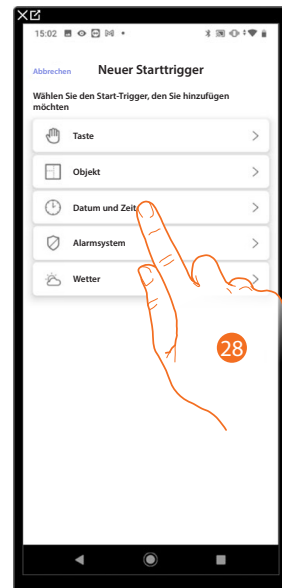 15:02
Abbrechen Neuer Starttrigger
Wählen Sie den Start-Trigger, den Sie hinzufügen
möchten
Taste
Objekt
Datum und Zeit
Alarmsystem
Wetter
28